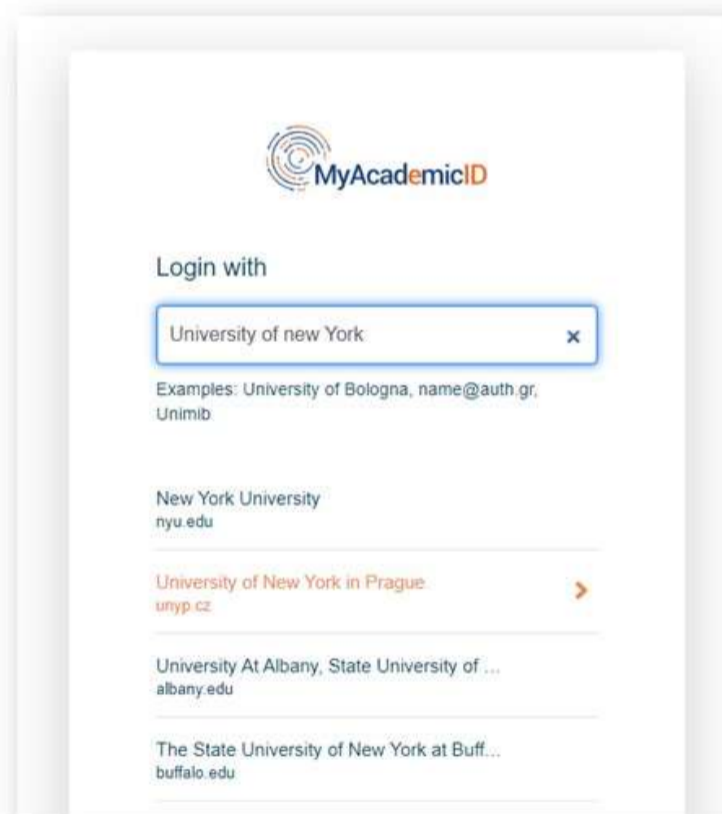 MyAcademicID
Login with
University of new York
Examples: University of Bologna, name@auth.gr,
Unimib
New York University
nyu.edu
University of New York in Prague
unyp.cz
University At Albany, State University of ...
albany.edu
The State University of New York at Buff...
buffalo.edu